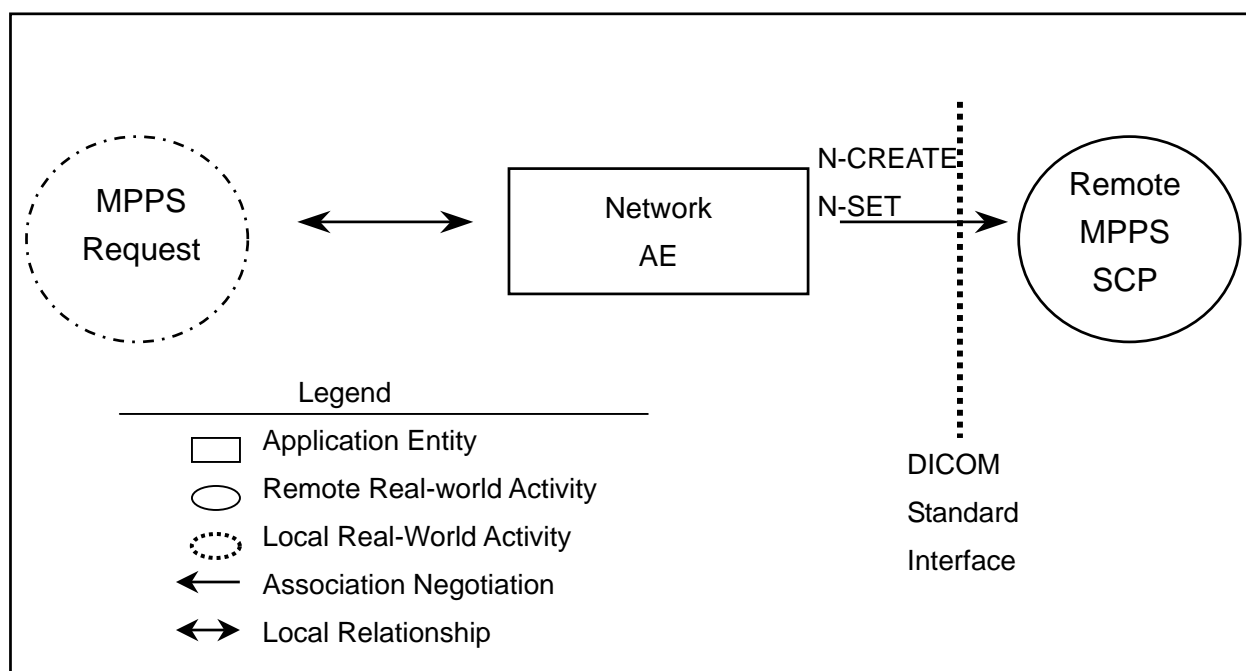 MPPS
Request
Network
AE
N-CREATE
N-SET
Remote
MPPS
SCP
Legend
Application Entity
Remote Real-world Activity
Local Real-World Activity
Association Negotiation
Local Relationship
DICOM
Standard
Interface